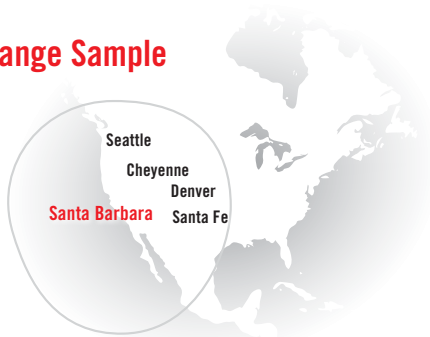 ange Sample
Seattle
Cheyenne
Denver
Santa Barbara
Santa Fe